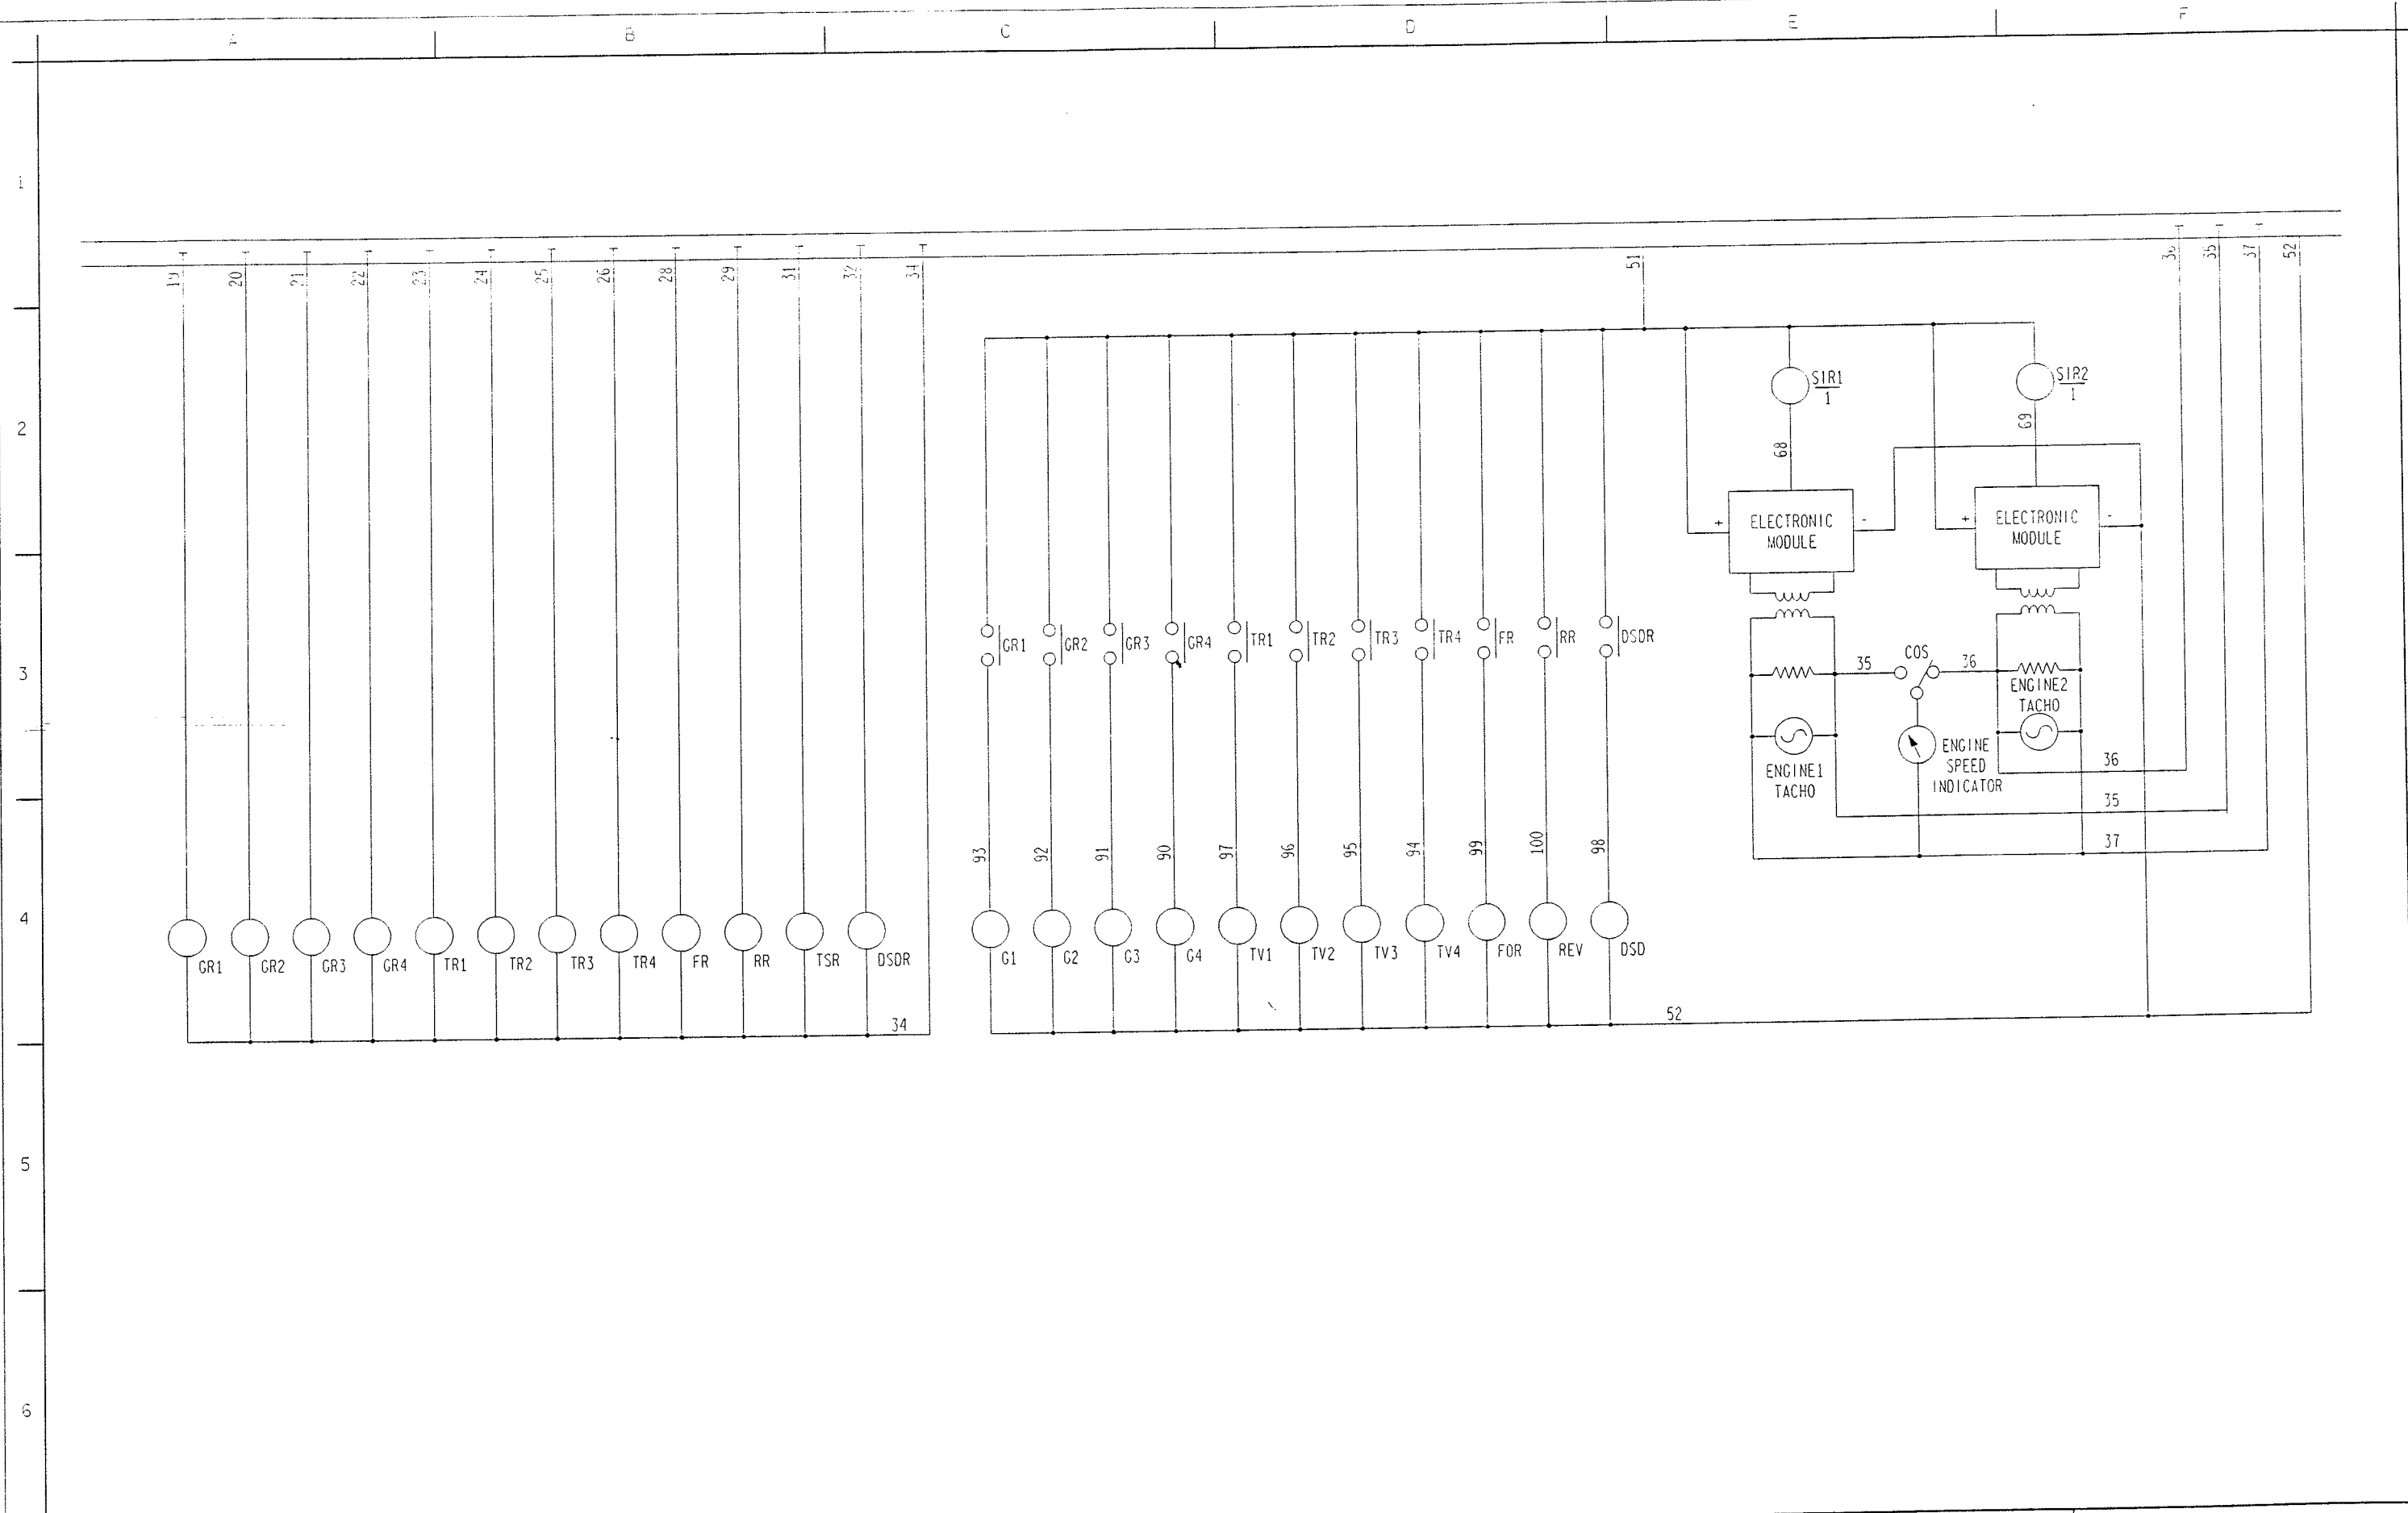 A B C D E F
1
19 20 21 22 23 24 25 26 28 29 31 32 34 51 36 35 37 52
SIR1
1
SIR2
1
2
68 69
+ ELECTRONIC -
MODULE
+ ELECTRONIC -
MODULE
GR1 GR2 GR3 GR4 TR1 TR2 TR3 TR4 FR RR DSDR
3
35 COS 36
ENGINE2
TACHO
ENGINE1
TACHO
ENGINE
SPEED
INDICATOR
36
35
37
93 92 91 90 97 96 95 94 99 100 98
4
GR1 GR2 GR3 GR4 TR1 TR2 TR3 TR4 FR RR TSR DSDR
G1 G2 G3 G4 TV1 TV2 TV3 TV4 FOR REV DSD
34
52
5
6